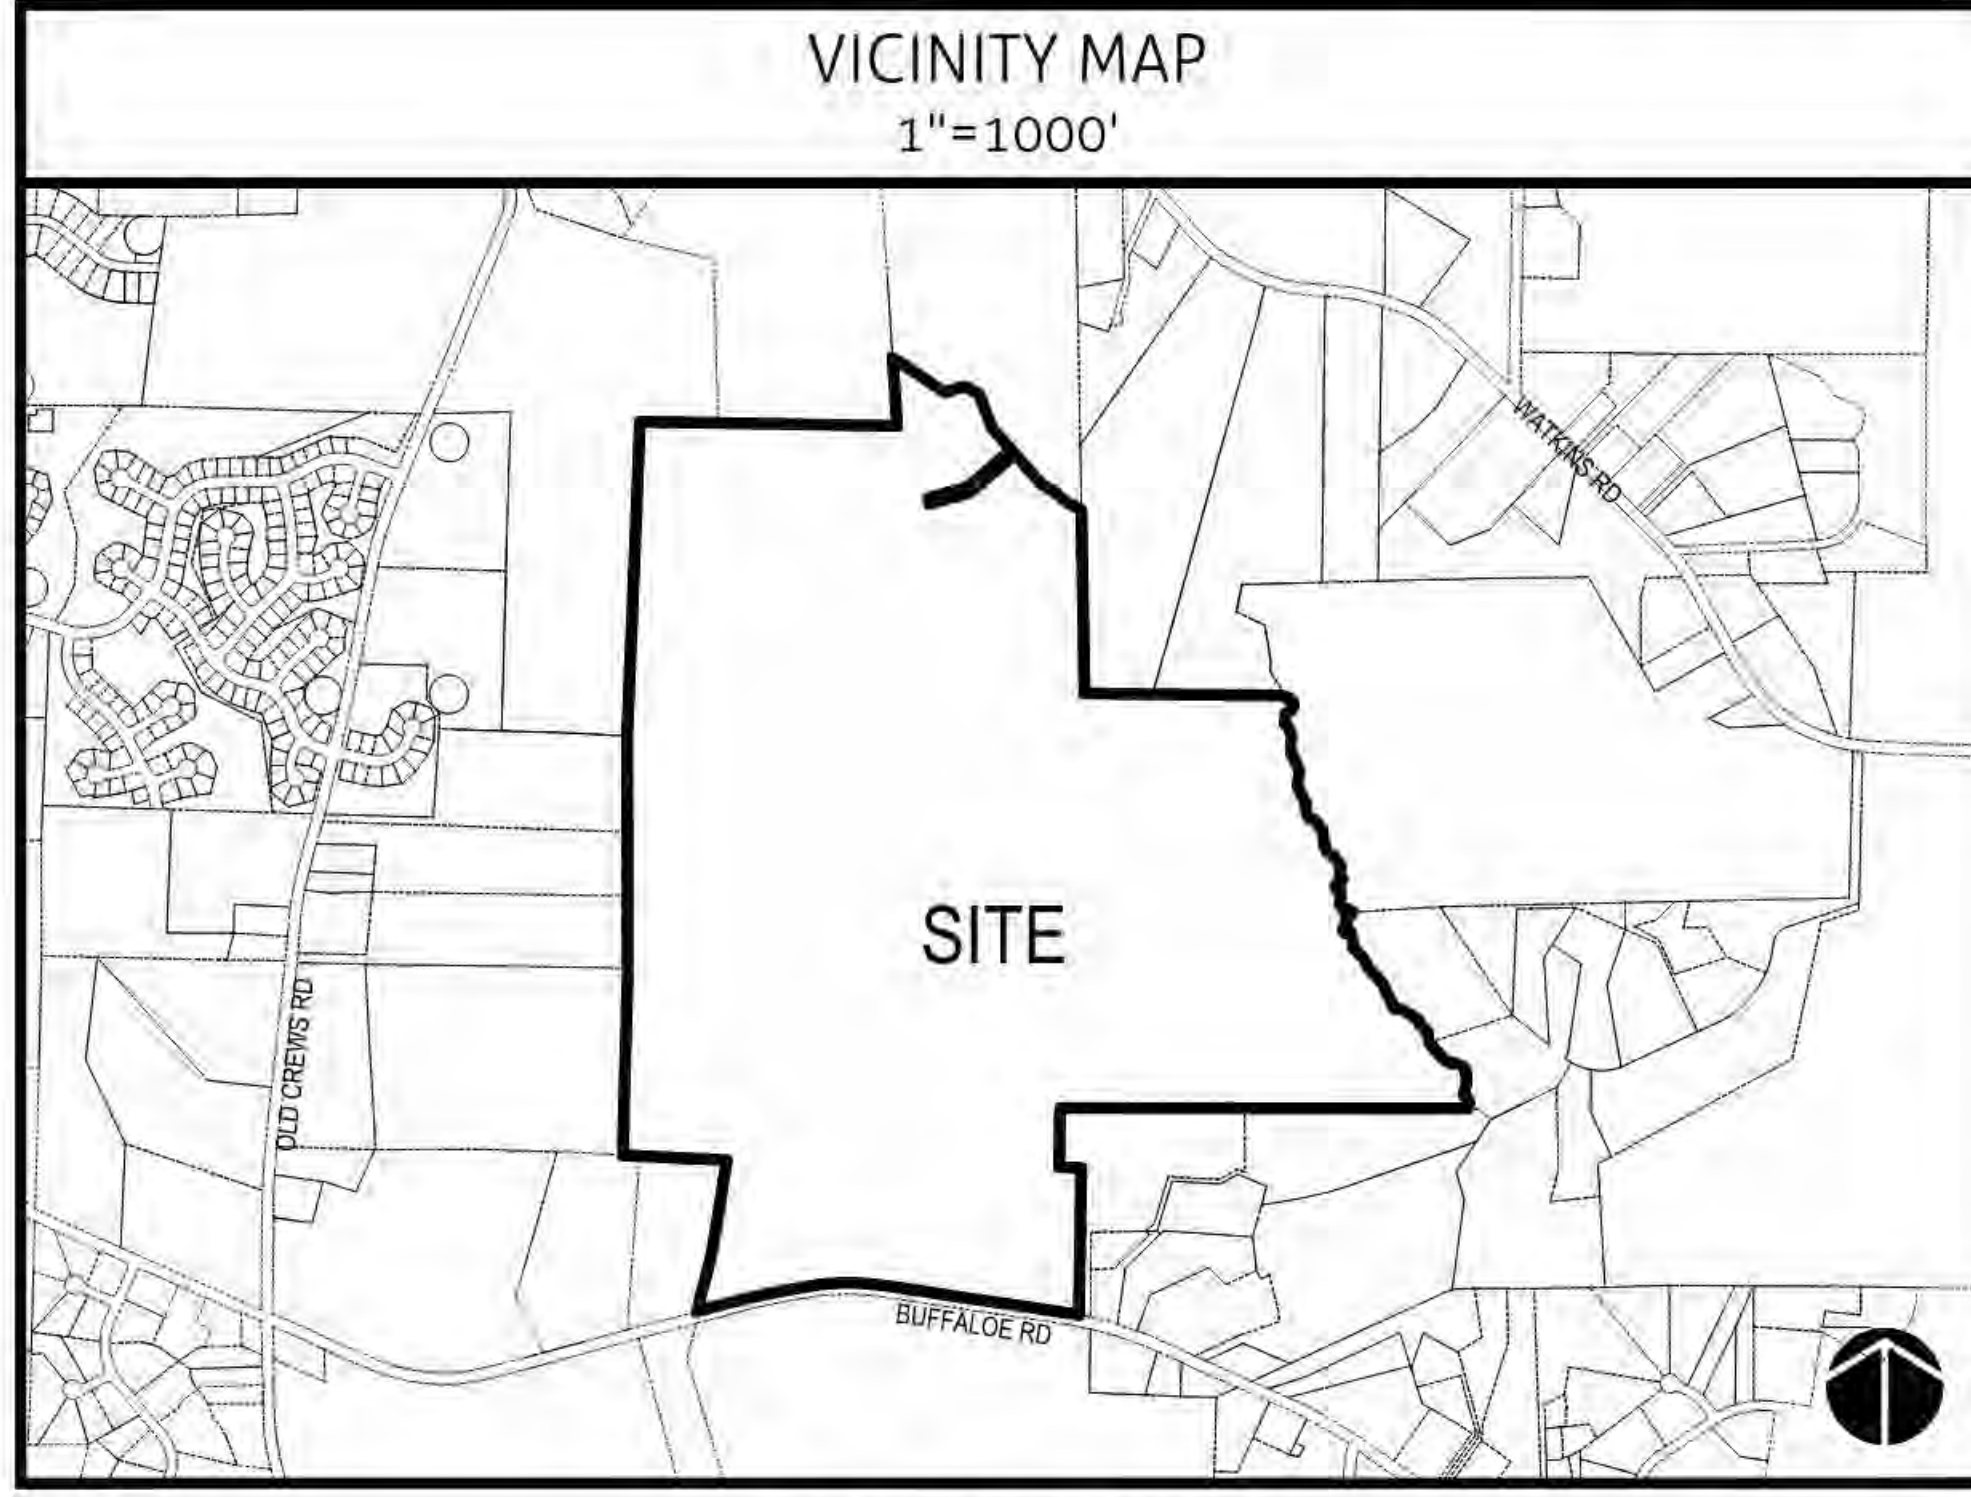 VICINITY MAP
1"=1000'
WATKINS RD
SITE
OLD CREWS RD
BUFFALOE RD